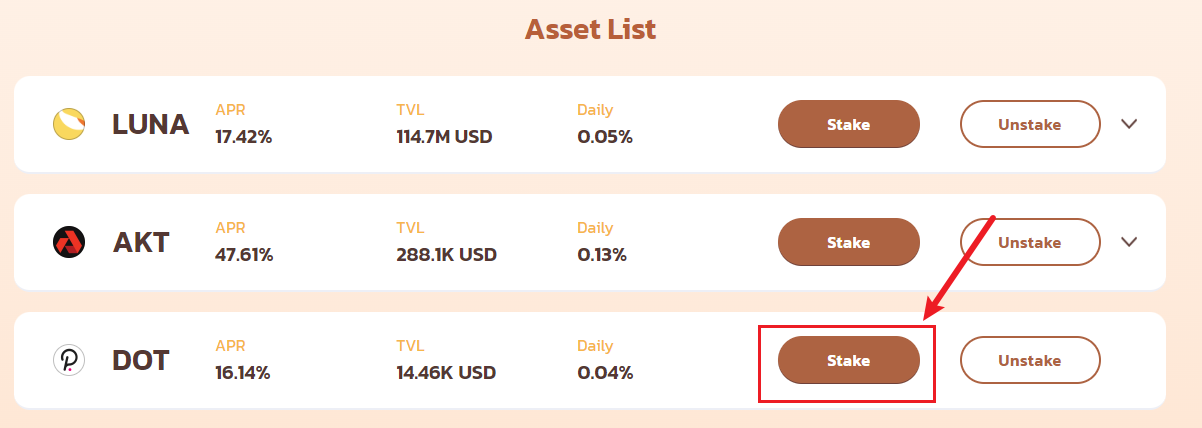 Asset List
LUNA
APR
17.42%
TVL
114.7M USD
Daily
0.05%
Stake
Unstake
AKT
APR
47.61%
TVL
288.1K USD
Daily
0.13%
Stake
Unstake
DOT
APR
16.14%
TVL
14.46K USD
Daily
0.04%
Stake
Unstake